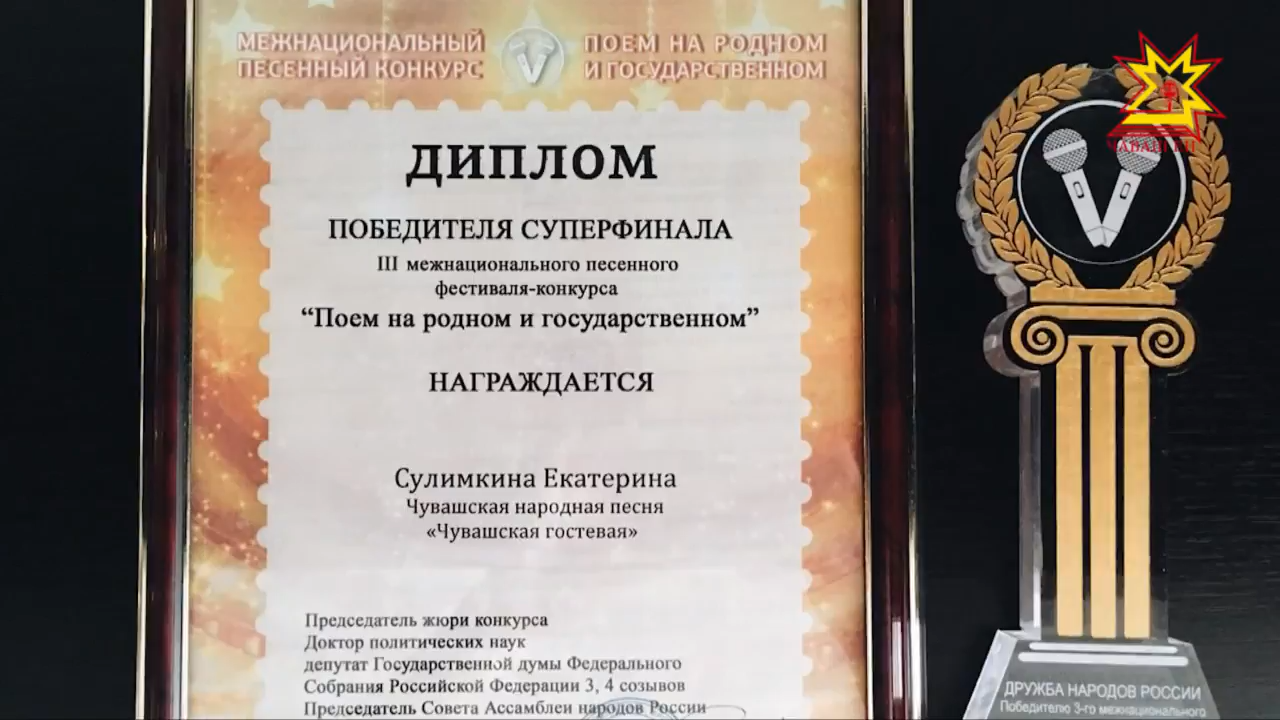 МЕЖНАЦИОНАЛЬНЫЙ
ПЕСЕННЫЙ КОНКУРС
ПОЕМ НА РОДНОМ
И ГОСУДАРСТВЕННОМ
ДИПЛОМ
ПОБЕДИТЕЛЯ СУПЕРФИНАЛА
III межнационального песенного
фестиваля-конкурса
“Поем на родном и государственном”
НАГРАЖДАЕТСЯ
Сулимкина Екатерина
Чувашская народная песня
«Чувашская гостевая»
Председатель жюри конкурса
Доктор политических наук
депутат Государственной думы Федерального
Собрания Российской Федерации 3, 4 созывов
Председатель Совета Ассамблеи народов России
ДРУЖБА НАРОДОВ РОССИИ
Победителю 3-го межнационального